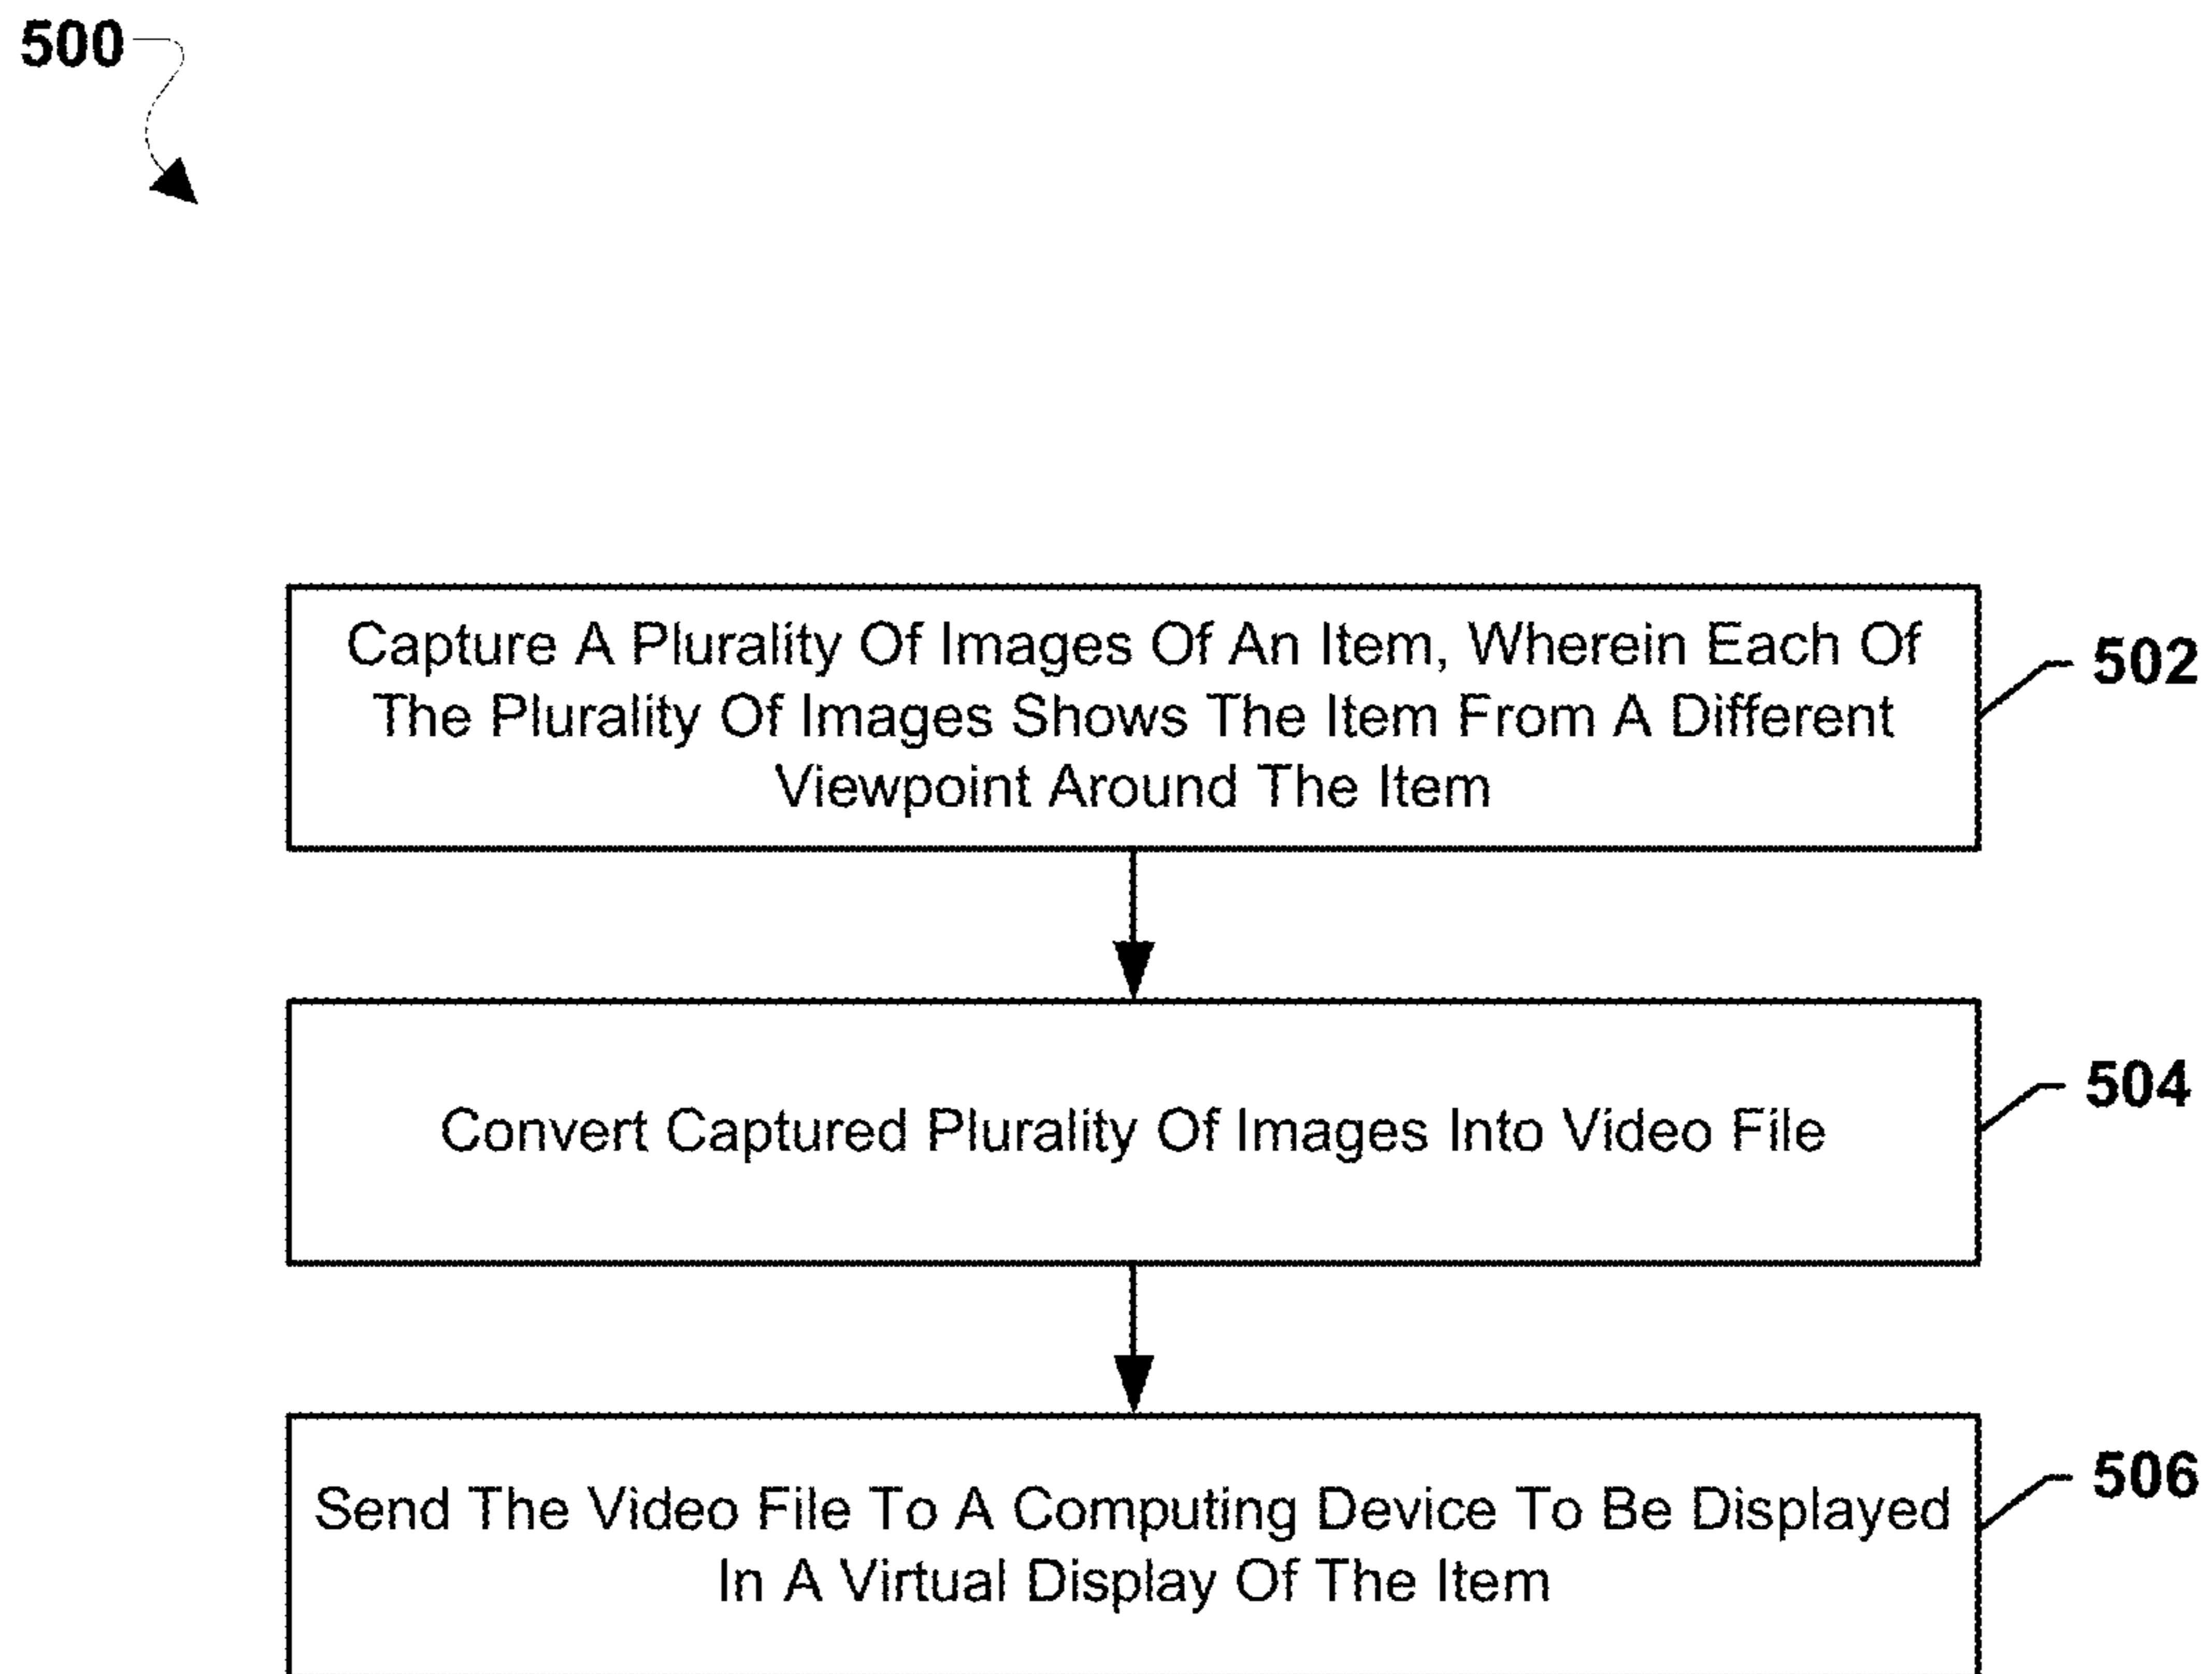 500
Capture A Plurality Of Images Of An Item, Wherein Each Of
The Plurality Of Images Shows The Item From A Different
Viewpoint Around The Item
502
Convert Captured Plurality Of Images Into Video File
504
Send The Video File To A Computing Device To Be Displayed
In A Virtual Display Of The Item
506